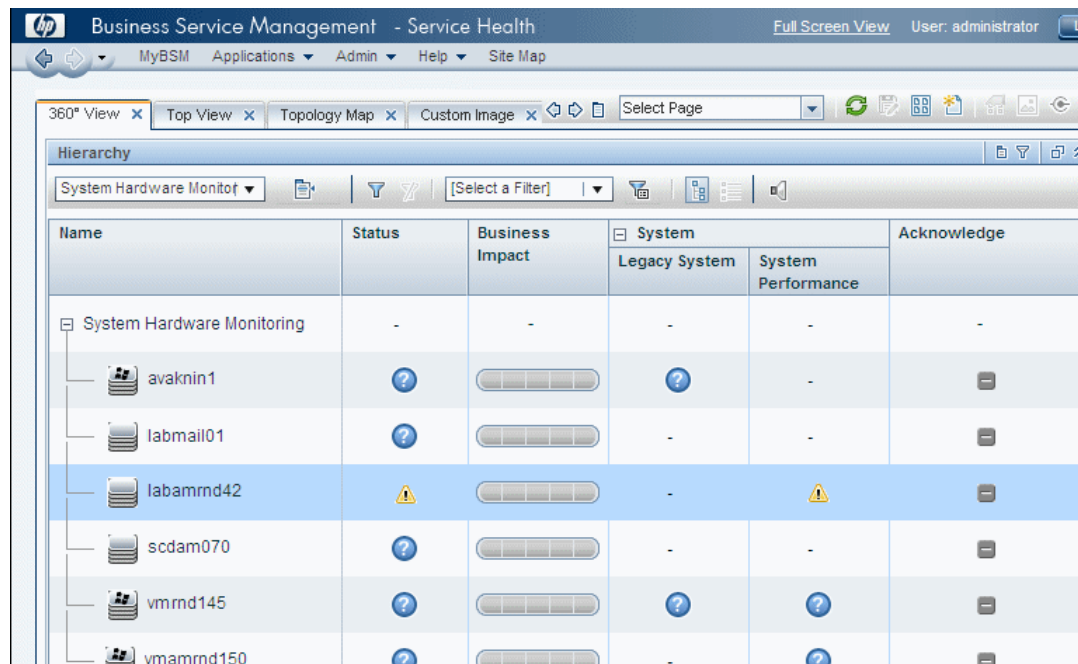 hp Business Service Management - Service Health Full Screen View User: administrator
MyBSM Applications Admin Help Site Map
360° View Top View Topology Map Custom Image Select Page
Hierarchy
System Hardware Monitor [Select a Filter]
Name Status Business Impact System Acknowledge
Legacy System System Performance
System Hardware Monitoring - - - - -
avaknin1 -
labmail01 - -
labamrnd42 -
scdam070 - -
vmrnd145
vmamrnd150 -